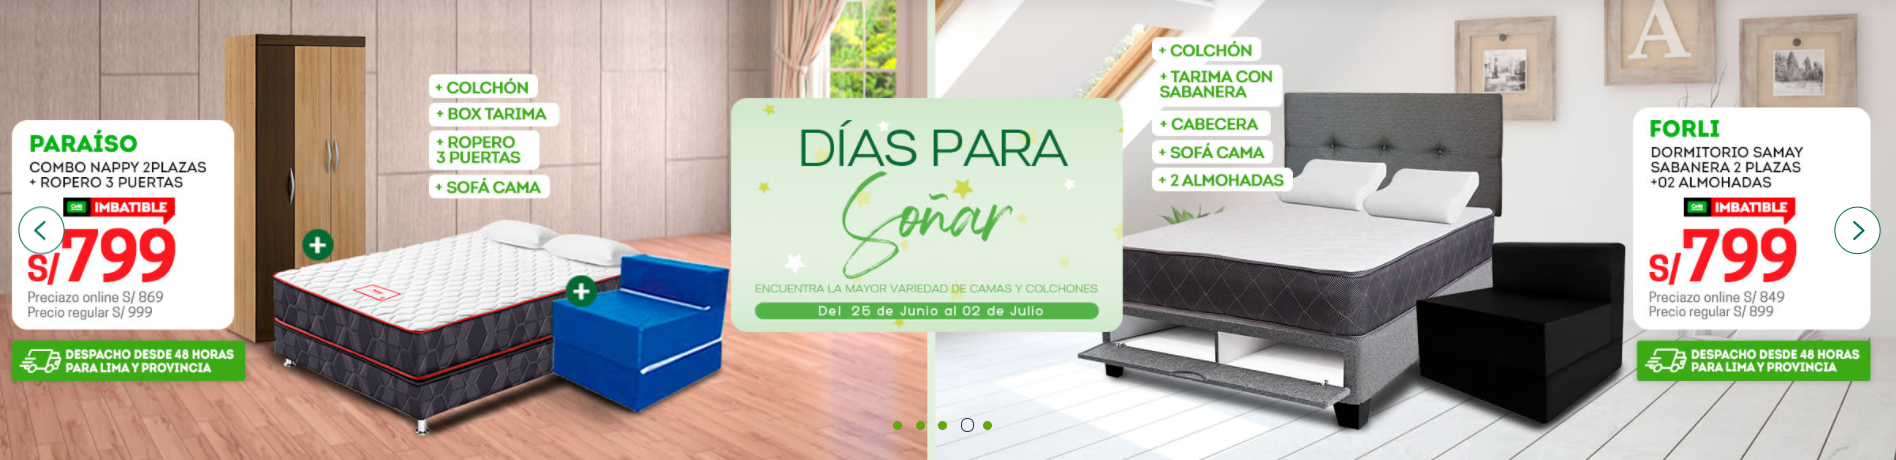 PARAÍSO
COMBO NAPPY 2PLAZAS
+ ROPERO 3 PUERTAS
IMBATIBLE
S/799
Preciazo online S/ 869
Precio regular S/ 999
DESPACHO DESDE 48 HORAS
PARA LIMA Y PROVINCIA
+ COLCHÓN
+ BOX TARIMA
+ ROPERO
3 PUERTAS
+ SOFÁ CAMA
+
+
DÍAS PARA
Soñar
ENCUENTRA LA MAYOR VARIEDAD DE CAMAS Y COLCHONES
Del 25 de Junio al 02 de Julio
+ COLCHÓN
+ TARIMA CON
SABANERA
+ CABECERA
+ SOFÁ CAMA
+ 2 ALMOHADAS
A
FORLI
DORMITORIO SAMAY
SABANERA 2 PLAZAS
+02 ALMOHADAS
IMBATIBLE
S/799
Preciazo online S/ 849
Precio regular S/ 899
DESPACHO DESDE 48 HORAS
PARA LIMA Y PROVINCIA